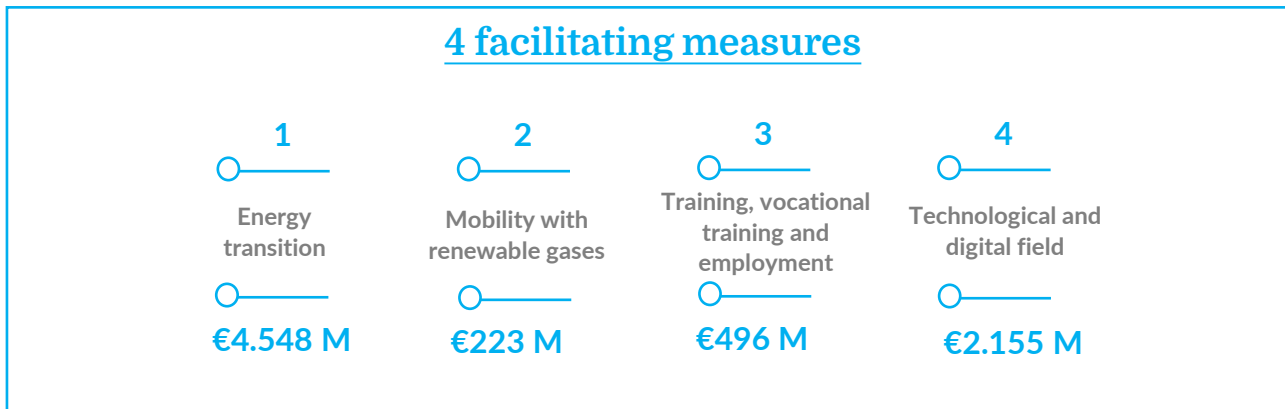 4 facilitating measures
1
Energy
transition
€4.548 M
2
Mobility with
renewable gases
€223 M
3
Training, vocational
training and
employment
€496 M
4
Technological and
digital field
€2.155 M